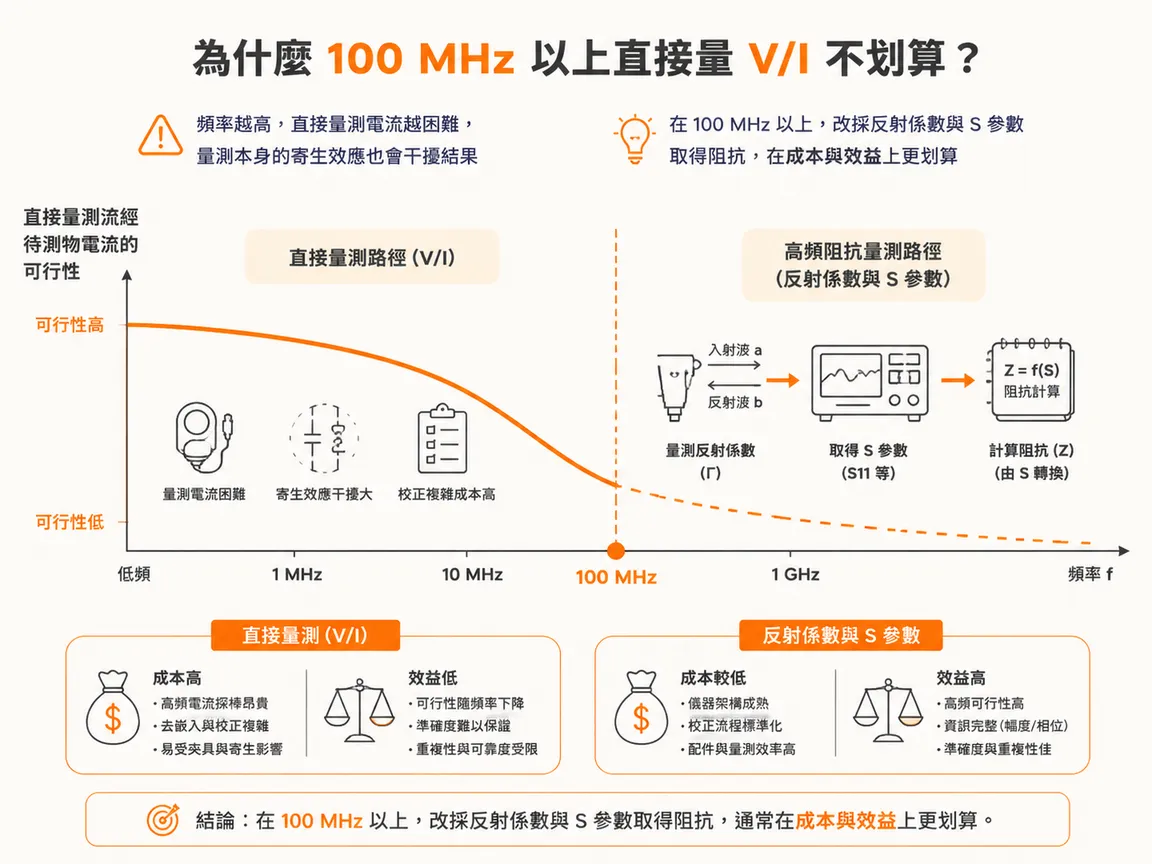 為什麼 100 MHz 以上直接量 V/I 不划算？
頻率越高，直接量測電流越困難，
量測本身的寄生效應也會干擾結果
在 100 MHz 以上，改採反射係數與 S 參數
取得阻抗，在成本與效益上更划算
直接量測流經
待測物電流的
可行性
可行性高
可行性低
直接量測路徑 (V/I)
高頻阻抗量測路徑
（反射係數與 S 參數）
量測電流困難
寄生效應干擾大
校正複雜成本高
入射波 a
反射波 b
Z = f(S)
阻抗計算
量測反射係數
(Γ)
取得 S 參數
(S11 等)
計算阻抗 (Z)
(由 S 轉換)
低頻
1 MHz
10 MHz
100 MHz
1 GHz
頻率 f
直接量測 (V/I)
成本高
・高頻電流探棒昂貴
・去嵌入與校正複雜
・易受夾具與寄生影響
效益低
・可行性隨頻率下降
・準確度難以保證
・重複性與可靠度受限
反射係數與 S 參數
成本較低
・儀器架構成熟
・校正流程標準化
・配件與量測效率高
效益高
・高頻可行性高
・資訊完整 (幅度/相位)
・準確度與重複性佳
結論：在 100 MHz 以上，改採反射係數與 S 參數取得阻抗，通常在成本與效益上更划算。